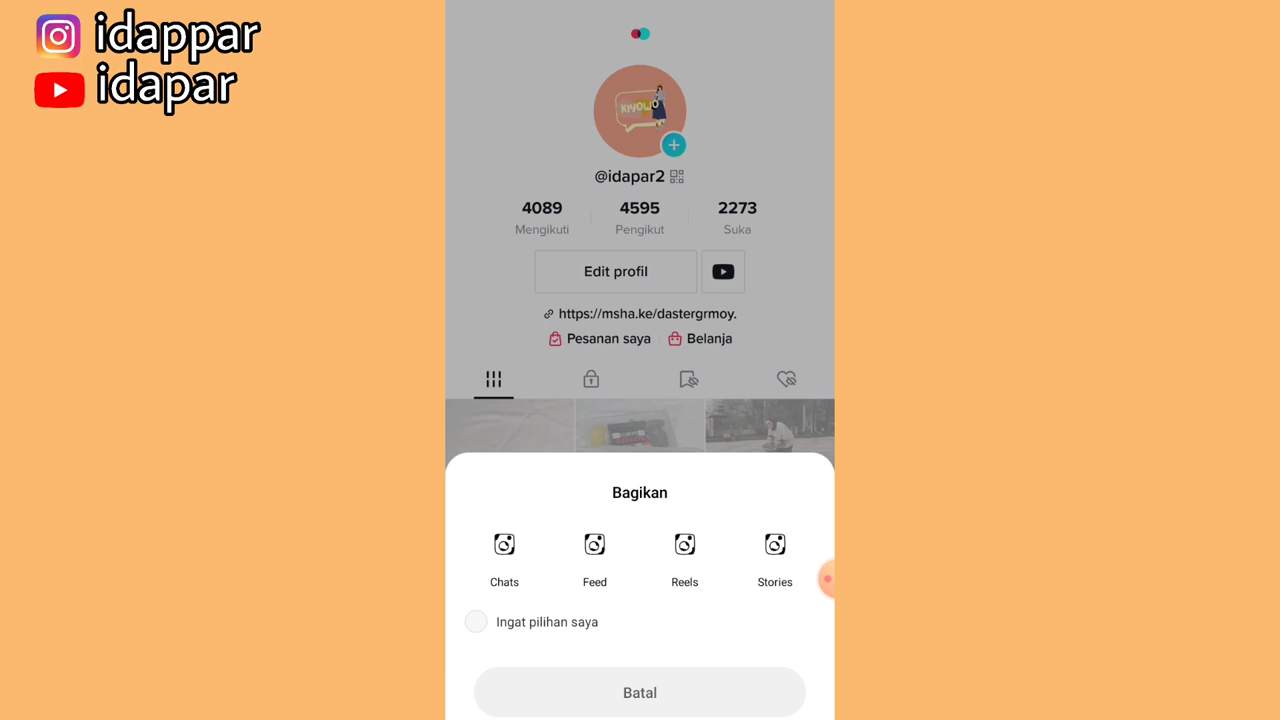 idappar
idapar
KIYOWO
@idapar2
4089 4595 2273
Mengikuti Pengikut Suka
Edit profil
https://msha.ke/dastergrmoy.
Pesanan saya Belanja
Bagikan
Chats Feed Reels Stories
Ingat pilihan saya
Batal